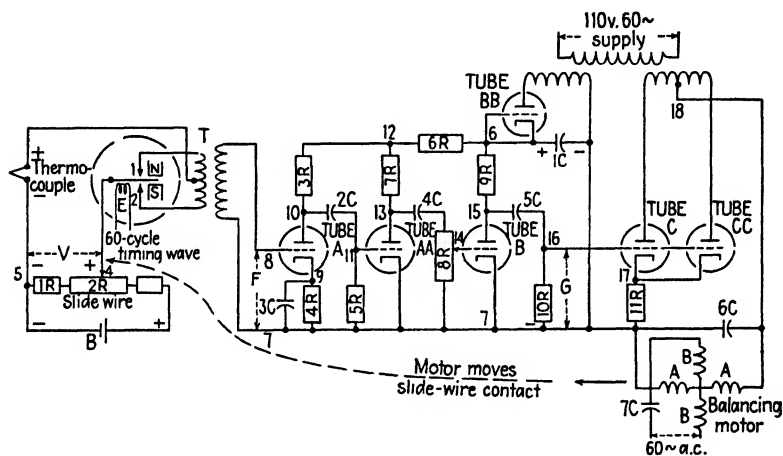 110v. 60~
supply
TUBE
BB
18
12
6
6R
+ 1C -
T
+
Thermo-
couple
-
1
N
2
S
E
60-cycle
timing wave
3R
7R
9R
10
2C
13
4C
15
5C
TUBE
A
11
TUBE
AA
8R
14
TUBE
B
16
TUBE
C
TUBE
CC
V
- +
4
5
1R
2R
Slide wire
- B +
8
F
9
3C
4R
5R
7
7
G
10R
-
17
11R
6C
Motor moves
slide-wire contact
A
B
A
7C
B
Balancing
motor
60~a.c.